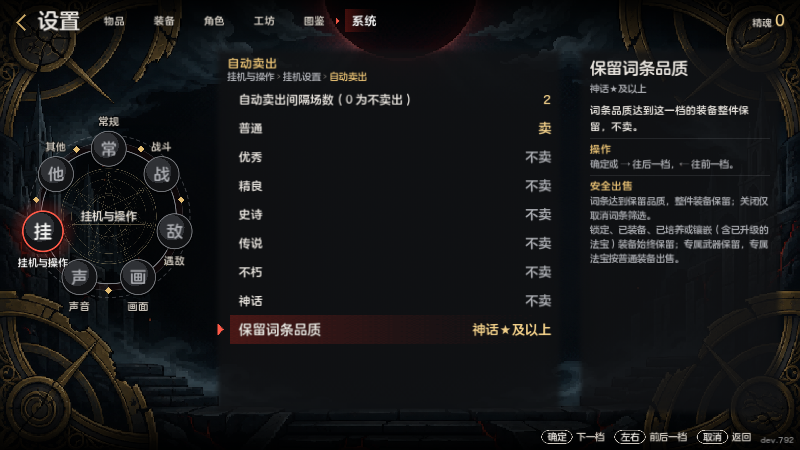 设置 物品 装备 角色 工坊 图鉴 系统 精魂 0
自动卖出
挂机与操作 › 挂机设置 › 自动卖出
自动卖出间隔场数（0 为不卖出） 2
普通 卖
优秀 不卖
精良 不卖
史诗 不卖
传说 不卖
不朽 不卖
神话 不卖
保留词条品质 神话★及以上
常规
常
战斗
战
敌
遇敌
画
画面
声
声音
挂
挂机与操作
他
其他
挂机与操作
保留词条品质
神话★及以上
词条品质达到这一档的装备整件保
留，不卖。
操作
确定或 → 往后一档，← 往前一档。
安全出售
词条达到保留品质，整件装备保留；关闭仅
取消词条筛选。
锁定、已装备、已培养或镶嵌（含已升级的
法宝）装备始终保留；专属武器保留，专属
法宝按普通装备出售。
确定 下一档 左右 前后一档 取消 返回 dev.792